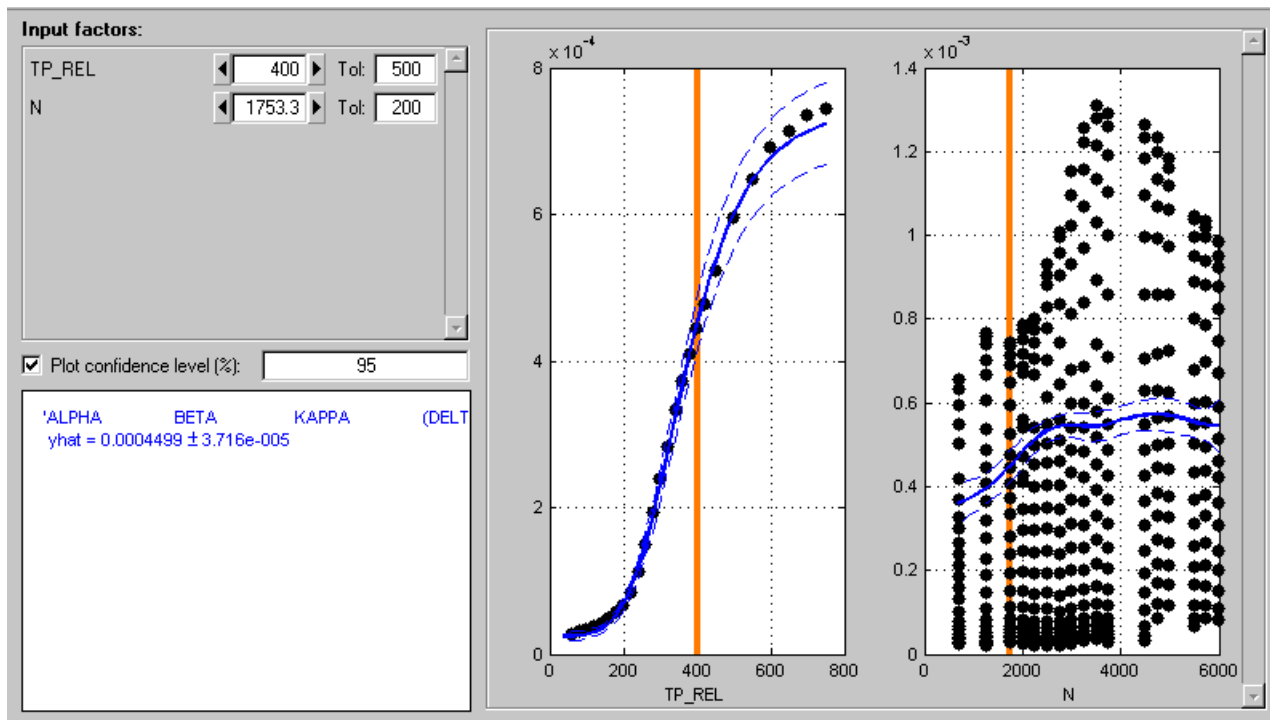 Input factors:
TP_REL 400 Tol: 500
N 1753.3 Tol: 200
Plot confidence level (%): 95
'ALPHA BETA KAPPA (DELT
yhat = 0.0004499 ± 3.716e-005
x 10^-4
8
6
4
2
0
0 200 400 600 800
TP_REL
x 10^-3
1.4
1.2
1
0.8
0.6
0.4
0.2
0
0 2000 4000 6000
N